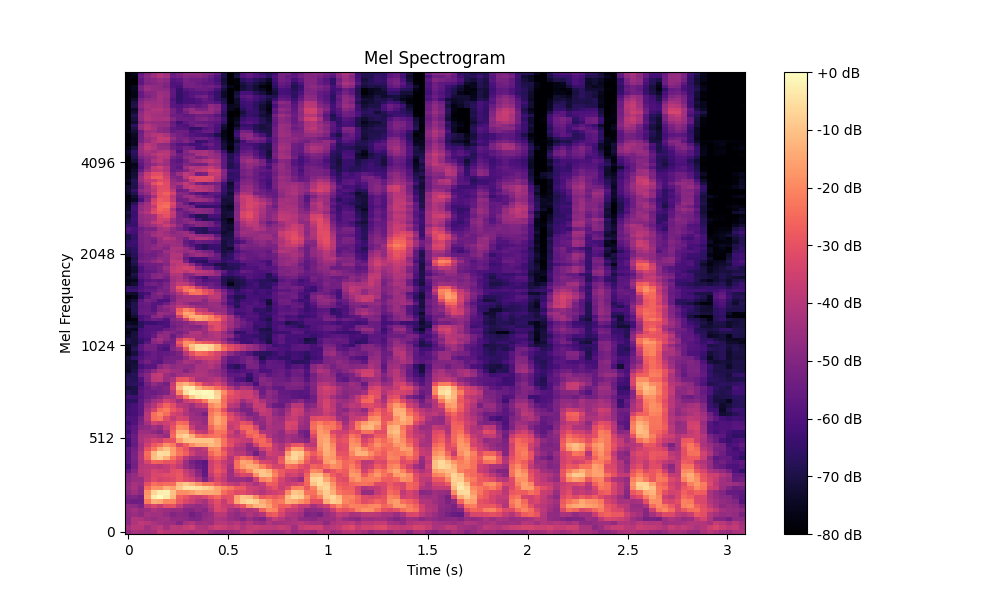 Mel Spectrogram
+0 dB
-10 dB
-20 dB
-30 dB
-40 dB
-50 dB
-60 dB
-70 dB
-80 dB
Mel Frequency
4096
2048
1024
512
0
0 0.5 1 1.5 2 2.5 3
Time (s)